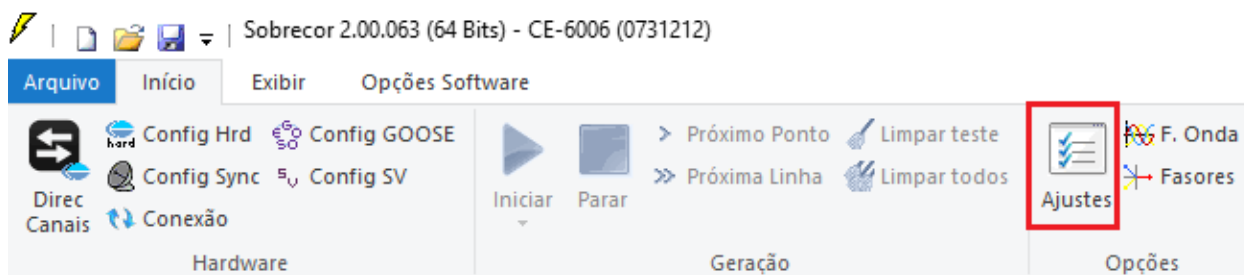 Sobrecor 2.00.063 (64 Bits) - CE-6006 (0731212)
Arquivo Início Exibir Opções Software
hard Config Hrd GOOSE Config GOOSE
Config Sync SV Config SV
Direc Canais
Conexão
Iniciar Parar
Próximo Ponto Limpar teste
Próxima Linha Limpar todos
Ajustes
F. Onda
Fasores
Hardware Geração Opções